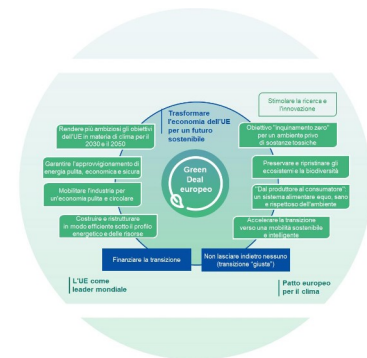 Trasformare
l'economia dell'UE
per un futuro
sostenibile
Stimolare la ricerca e
l'innovazione
Rendere più ambiziosi gli obiettivi
dell'UE in materia di clima per il
2030 e il 2050
Obiettivo "inquinamento zero"
per un ambiente privo
di sostanze tossiche
Garantire l'approvvigionamento di
energia pulita, economica e sicura
Preservare e ripristinare gli
ecosistemi e la biodiversità
Green
Deal
europeo
Mobilitare l'industria per
un'economia pulita e circolare
"Dal produttore al consumatore":
un sistema alimentare equo, sano
e rispettoso dell'ambiente
Costruire e ristrutturare
in modo efficiente sotto il profilo
energetico e delle risorse
Accelerare la transizione
verso una mobilità sostenibile
e intelligente
Finanziare la transizione
Non lasciare indietro nessuno
(transizione "giusta")
L'UE come
leader mondiale
Patto europeo
per il clima